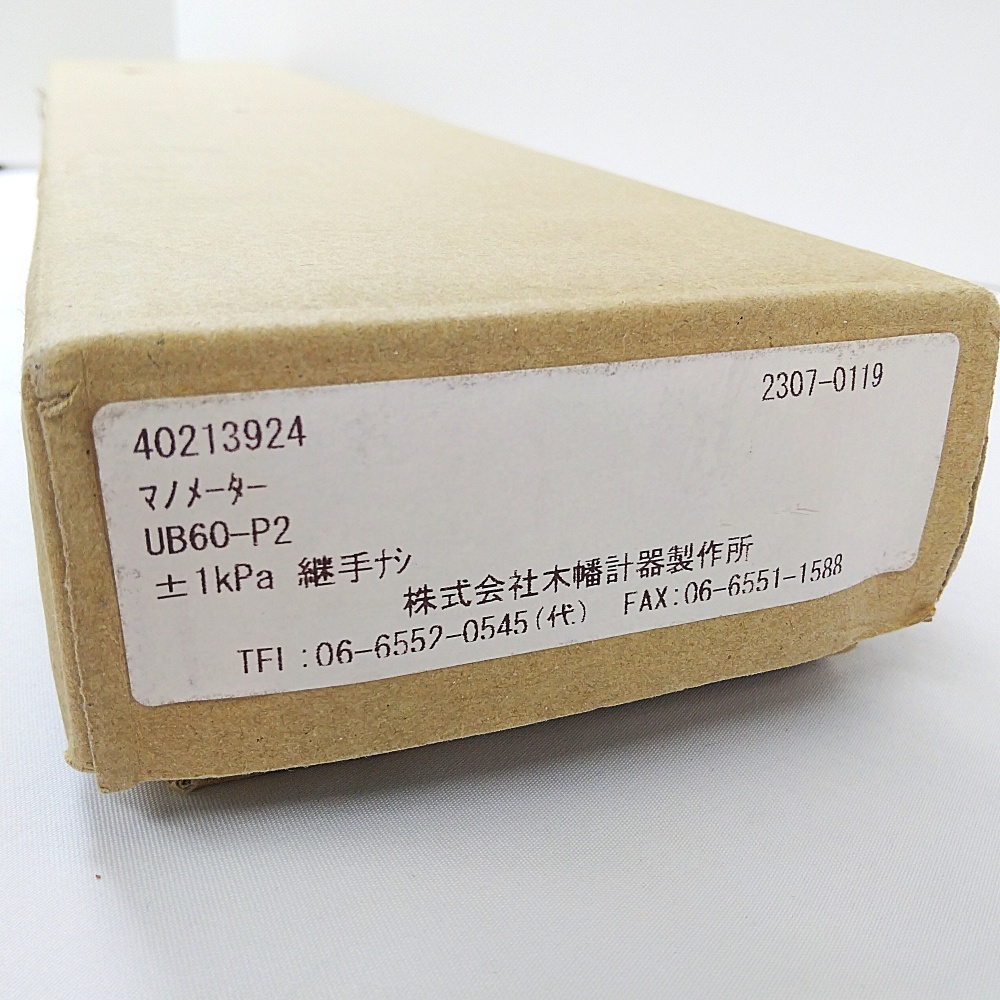 2307-0119
40213924
マノメーター
UB60-P2
±1kPa 継手ナシ
株式会社木幡計器製作所
TEL:06-6552-0545(代) FAX:06-6551-1588